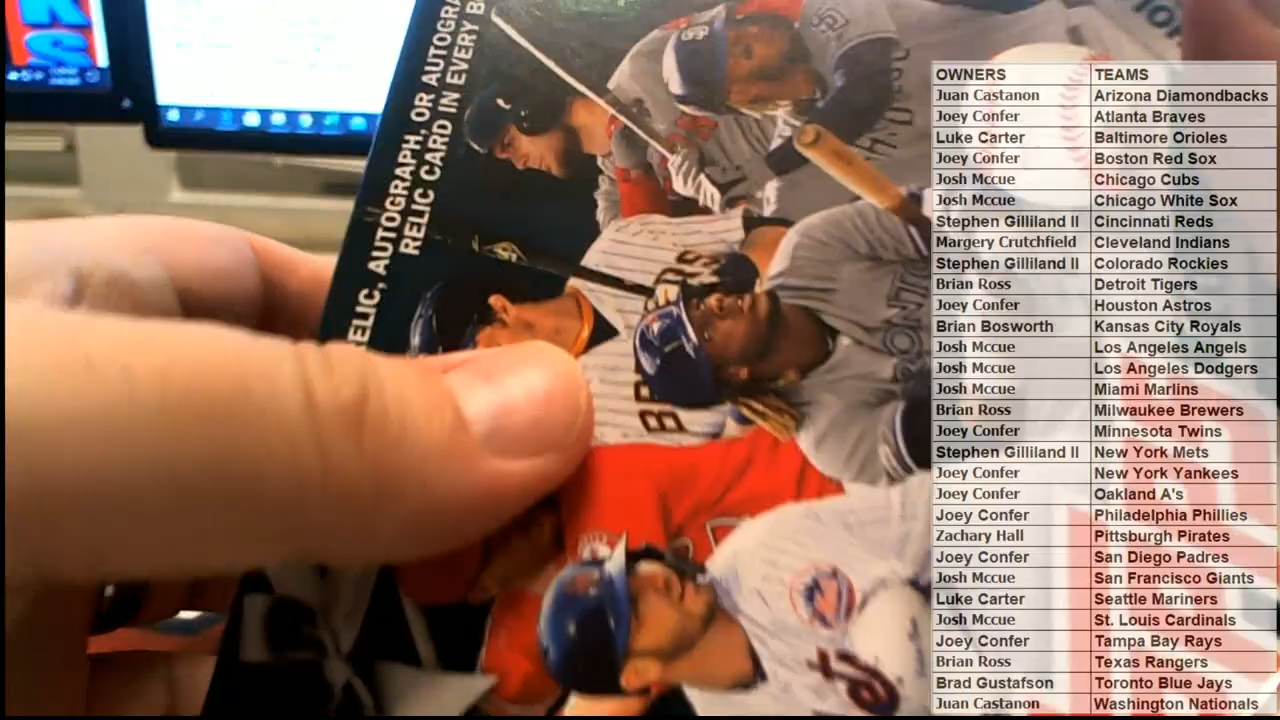 RELIC CARD IN EVERY B
OWNERS TEAMS
Juan Castanon Arizona Diamondbacks
Joey Confer Atlanta Braves
Luke Carter Baltimore Orioles
Joey Confer Boston Red Sox
Josh Mccue Chicago Cubs
Josh Mccue Chicago White Sox
Stephen Gilliland II Cincinnati Reds
Margery Crutchfield Cleveland Indians
Stephen Gilliland II Colorado Rockies
Brian Ross Detroit Tigers
Joey Confer Houston Astros
Brian Bosworth Kansas City Royals
Josh Mccue Los Angeles Angels
Josh Mccue Los Angeles Dodgers
Josh Mccue Miami Marlins
Brian Ross Milwaukee Brewers
Joey Confer Minnesota Twins
Stephen Gilliland II New York Mets
Joey Confer New York Yankees
Joey Confer Oakland A's
Joey Confer Philadelphia Phillies
Zachary Hall Pittsburgh Pirates
Joey Confer San Diego Padres
Josh Mccue San Francisco Giants
Luke Carter Seattle Mariners
Josh Mccue St. Louis Cardinals
Joey Confer Tampa Bay Rays
Brian Ross Texas Rangers
Brad Gustafson Toronto Blue Jays
Juan Castanon Washington Nationals
ELIC, AUTOGRAPH, OR AUTOGRA